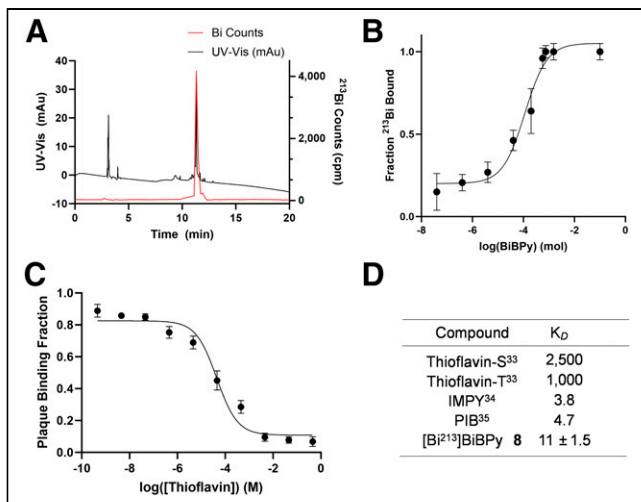 A
Bi Counts
UV-Vis (mAu)
UV-Vis (mAu)
40
30
20
10
0
-10
4,000
2,000
0
²¹³Bi Counts (cpm)
0 5 10 15 20
Time (min)
B
Fraction ²¹³Bi Bound
1.0
0.5
0.0
-8 -6 -4 -2 0
log(BiBPy) (mol)
C
Plaque Binding Fraction
1.0
0.8
0.6
0.4
0.2
0.0
-10 -8 -6 -4 -2 0
log([Thioflavin]) (M)
D
Compound K_D
Thioflavin-S³³ 2,500
Thioflavin-T³³ 1,000
IMPY³⁴ 3.8
PIB³⁵ 4.7
[Bi²¹³]BiBPy 8 11 ± 1.5